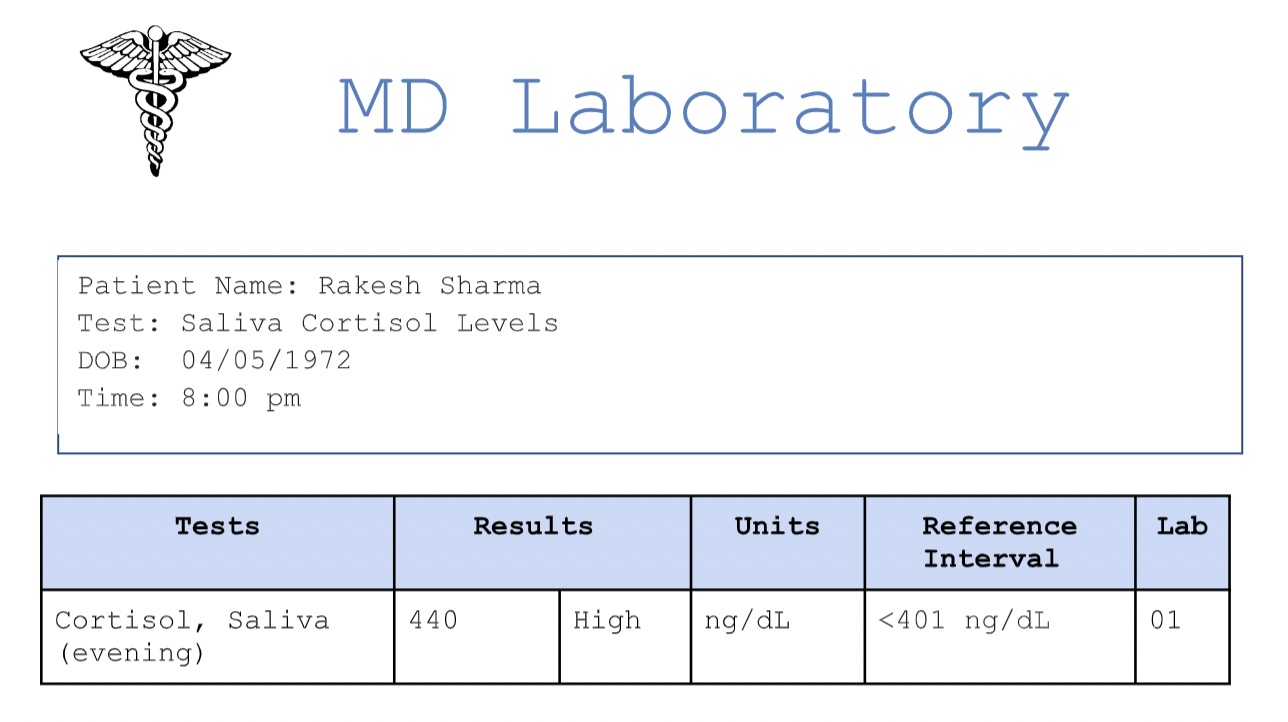 MD Laboratory
Patient Name: Rakesh Sharma
Test: Saliva Cortisol Levels
DOB: 04/05/1972
Time: 8:00 pm
Tests Results Units Reference Interval Lab
Cortisol, Saliva (evening) 440 High ng/dL <401 ng/dL 01